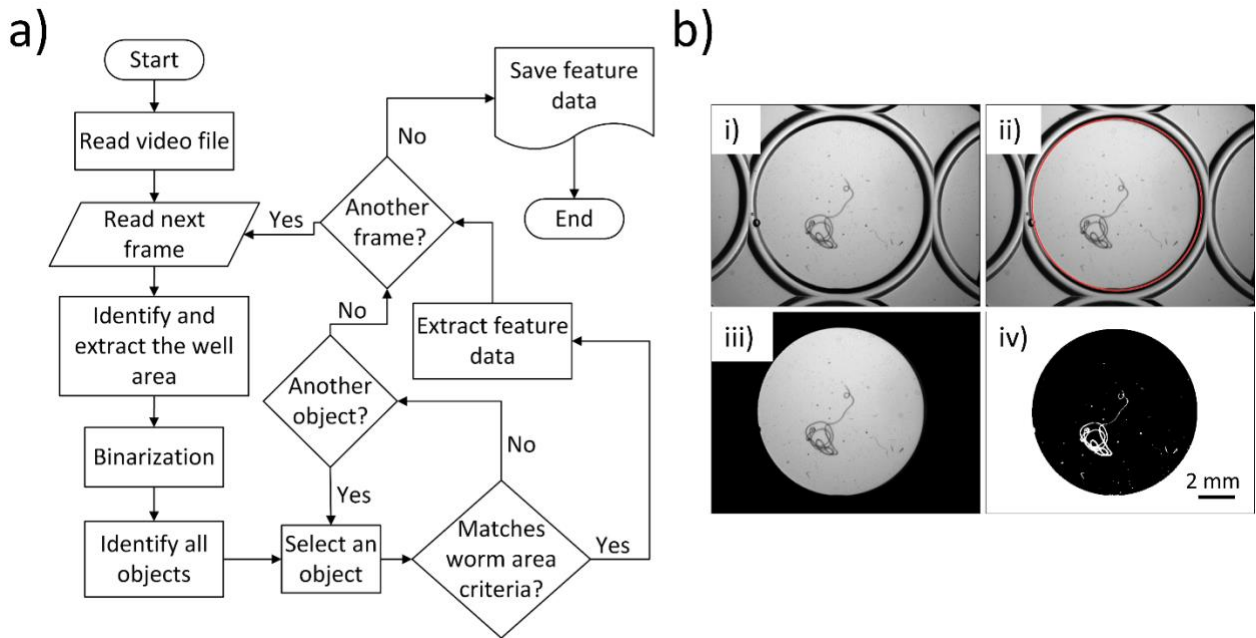 a)
Start
Read video file
Read next
frame
Identify and
extract the well
area
Binarization
Identify all
objects
Select an
object
Matches
worm area
criteria?
Yes
No
Another
object?
Yes
No
Extract feature
data
Another
frame?
Yes
No
Save feature
data
End
b)
i)
ii)
iii)
iv)
2 mm